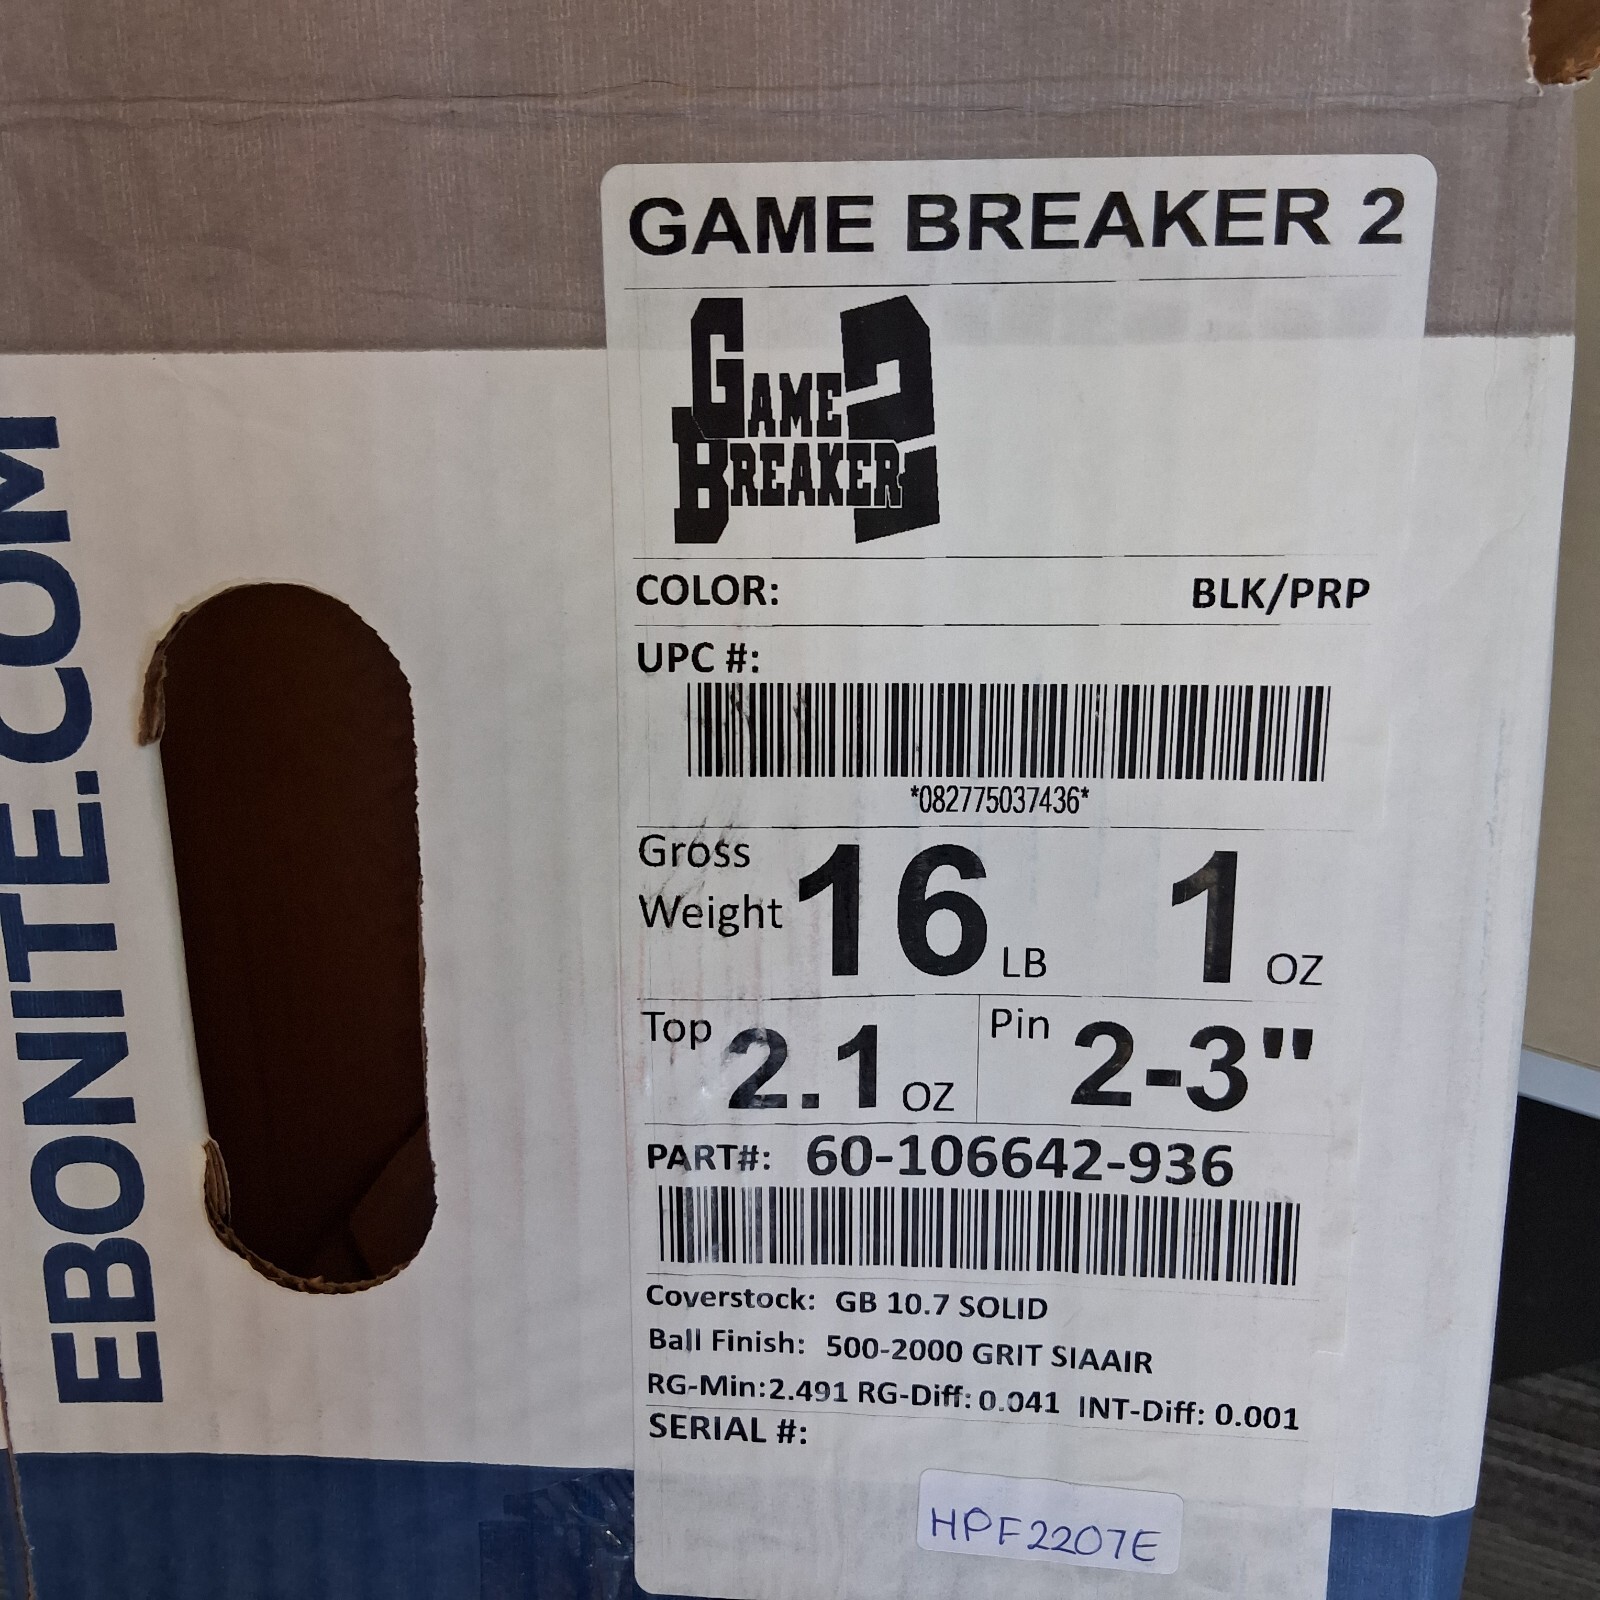 EBONITE.COM
GAME BREAKER 2
GAME 2
BREAKER
COLOR: BLK/PRP
UPC #:
*082775037436*
Gross Weight 16 LB 1 OZ
Top 2.1 OZ Pin 2-3"
PART#: 60-106642-936
Coverstock: GB 10.7 SOLID
Ball Finish: 500-2000 GRIT SIAAIR
RG-Min:2.491 RG-Diff: 0.041 INT-Diff: 0.001
SERIAL #:
HPF2207E